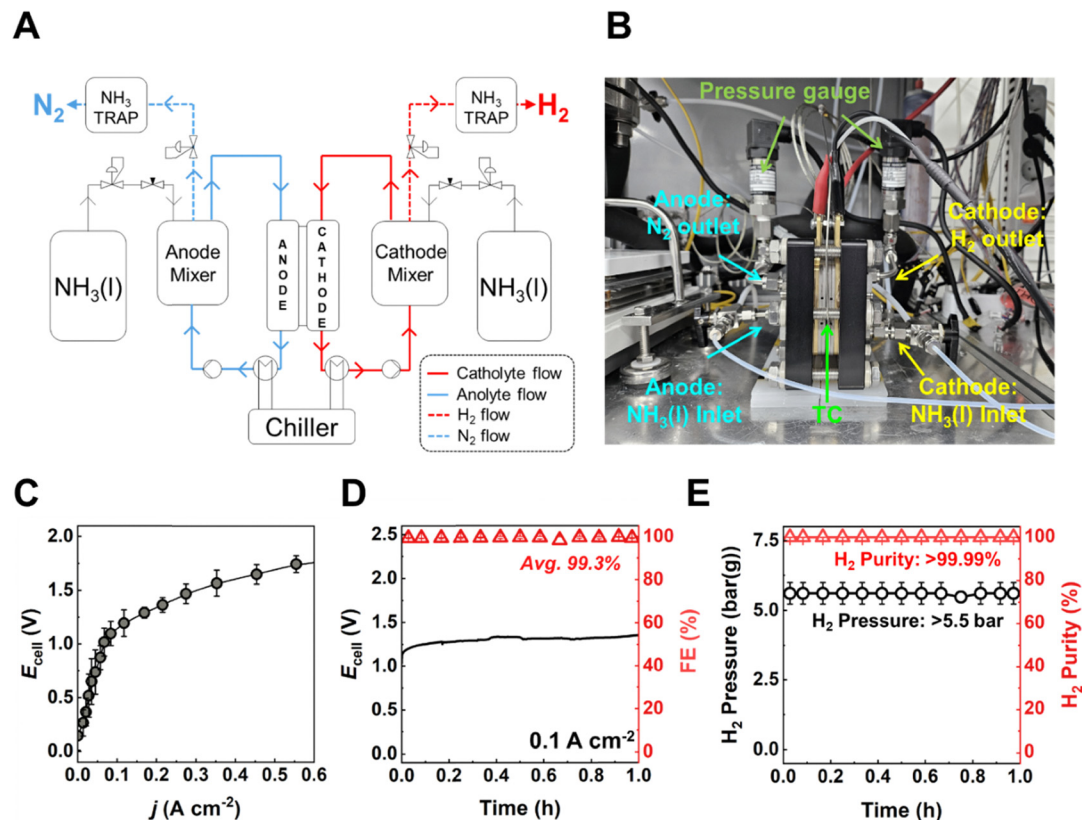 A
N2
NH3
TRAP
NH3
TRAP
H2
NH3(l)
Anode
Mixer
ANODE
CATHODE
Cathode
Mixer
NH3(l)
Chiller
Catholyte flow
Anolyte flow
H2 flow
N2 flow
B
Pressure gauge
Anode:
N2 outlet
Cathode:
H2 outlet
Anode:
NH3(l) Inlet
TC
Cathode:
NH3(l) Inlet
C
2.0
1.5
1.0
0.5
0.0
Ecell (V)
0.0 0.1 0.2 0.3 0.4 0.5 0.6
j (A cm-2)
D
2.5
2.0
1.5
1.0
0.5
0.0
Ecell (V)
Avg. 99.3%
0.1 A cm-2
100
80
60
40
20
0
FE (%)
0.0 0.2 0.4 0.6 0.8 1.0
Time (h)
E
7.5
5.0
2.5
0.0
H2 Pressure (bar(g))
H2 Purity: >99.99%
H2 Pressure: >5.5 bar
100
80
60
40
20
0
H2 Purity (%)
0.0 0.2 0.4 0.6 0.8 1.0
Time (h)